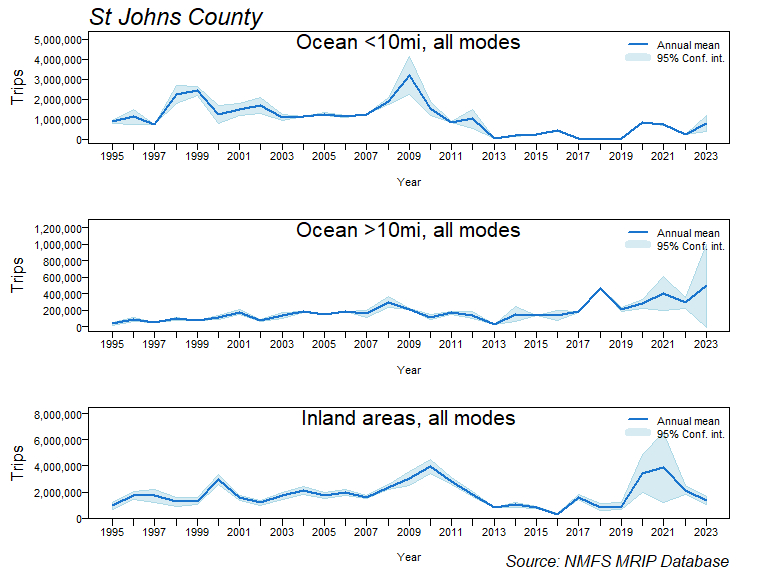 St Johns County
Ocean <10mi, all modes
Annual mean
95% Conf. int.
Trips
5,000,000
4,000,000
3,000,000
2,000,000
1,000,000
0
1995 1997 1999 2001 2003 2005 2007 2009 2011 2013 2015 2017 2019 2021 2023
Year
Ocean >10mi, all modes
Annual mean
95% Conf. int.
Trips
1,200,000
1,000,000
800,000
600,000
400,000
200,000
0
1995 1997 1999 2001 2003 2005 2007 2009 2011 2013 2015 2017 2019 2021 2023
Year
Inland areas, all modes
Annual mean
95% Conf. int.
Trips
8,000,000
6,000,000
4,000,000
2,000,000
0
1995 1997 1999 2001 2003 2005 2007 2009 2011 2013 2015 2017 2019 2021 2023
Year
Source: NMFS MRIP Database